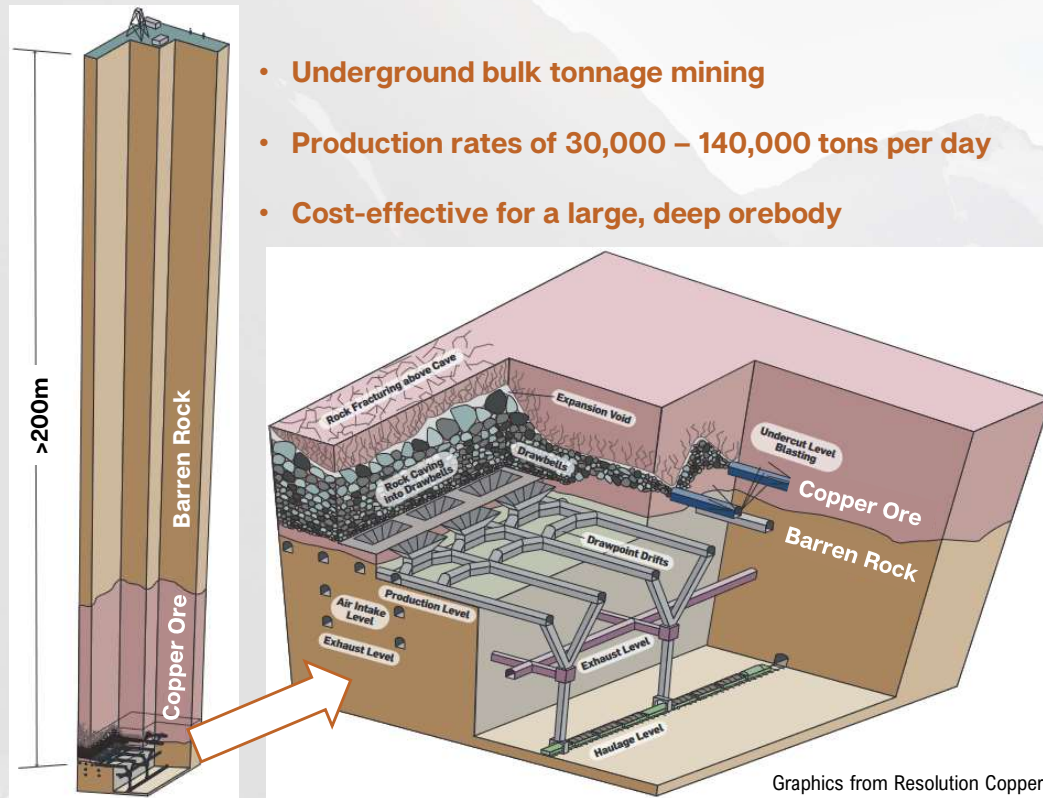 • Underground bulk tonnage mining
• Production rates of 30,000 – 140,000 tons per day
• Cost-effective for a large, deep orebody
>200m
Barren Rock
Copper Ore
Rock Fracturing above Cave
Expansion Void
Rock Caving
into Drawbells
Drawbells
Undercut Level
Blasting
Copper Ore
Barren Rock
Drawpoint Drifts
Production Level
Air Intake
Level
Exhaust Level
Exhaust Level
Haulage Level
Graphics from Resolution Copper